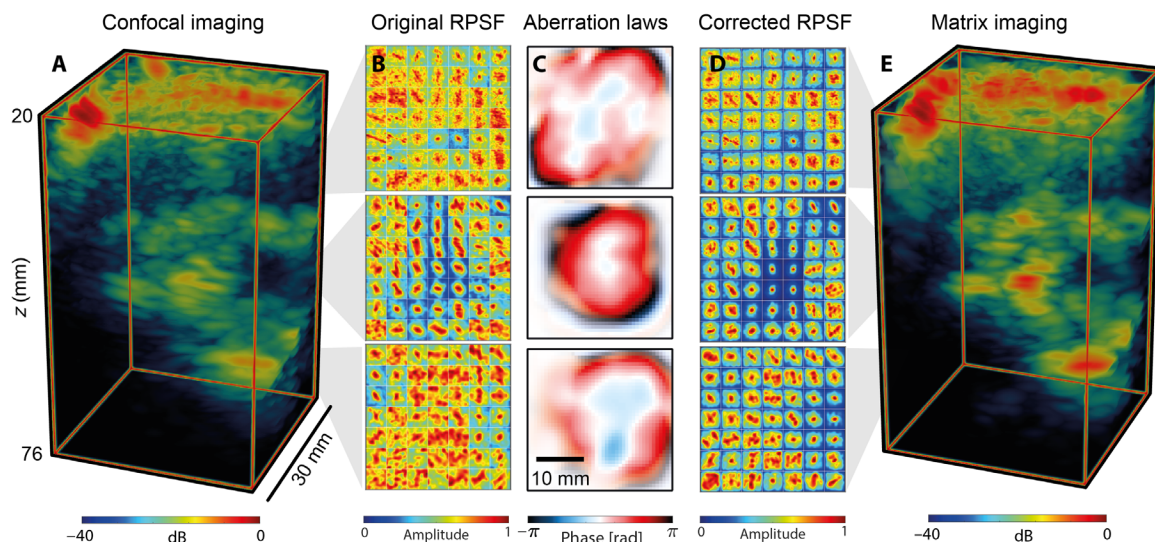 Confocal imaging
Original RPSF
Aberration laws
Corrected RPSF
Matrix imaging
A
B
C
D
E
20
z (mm)
76
30 mm
10 mm
−40
dB
0
0
Amplitude
1
−π
Phase [rad]
π
0
Amplitude
1
−40
dB
0